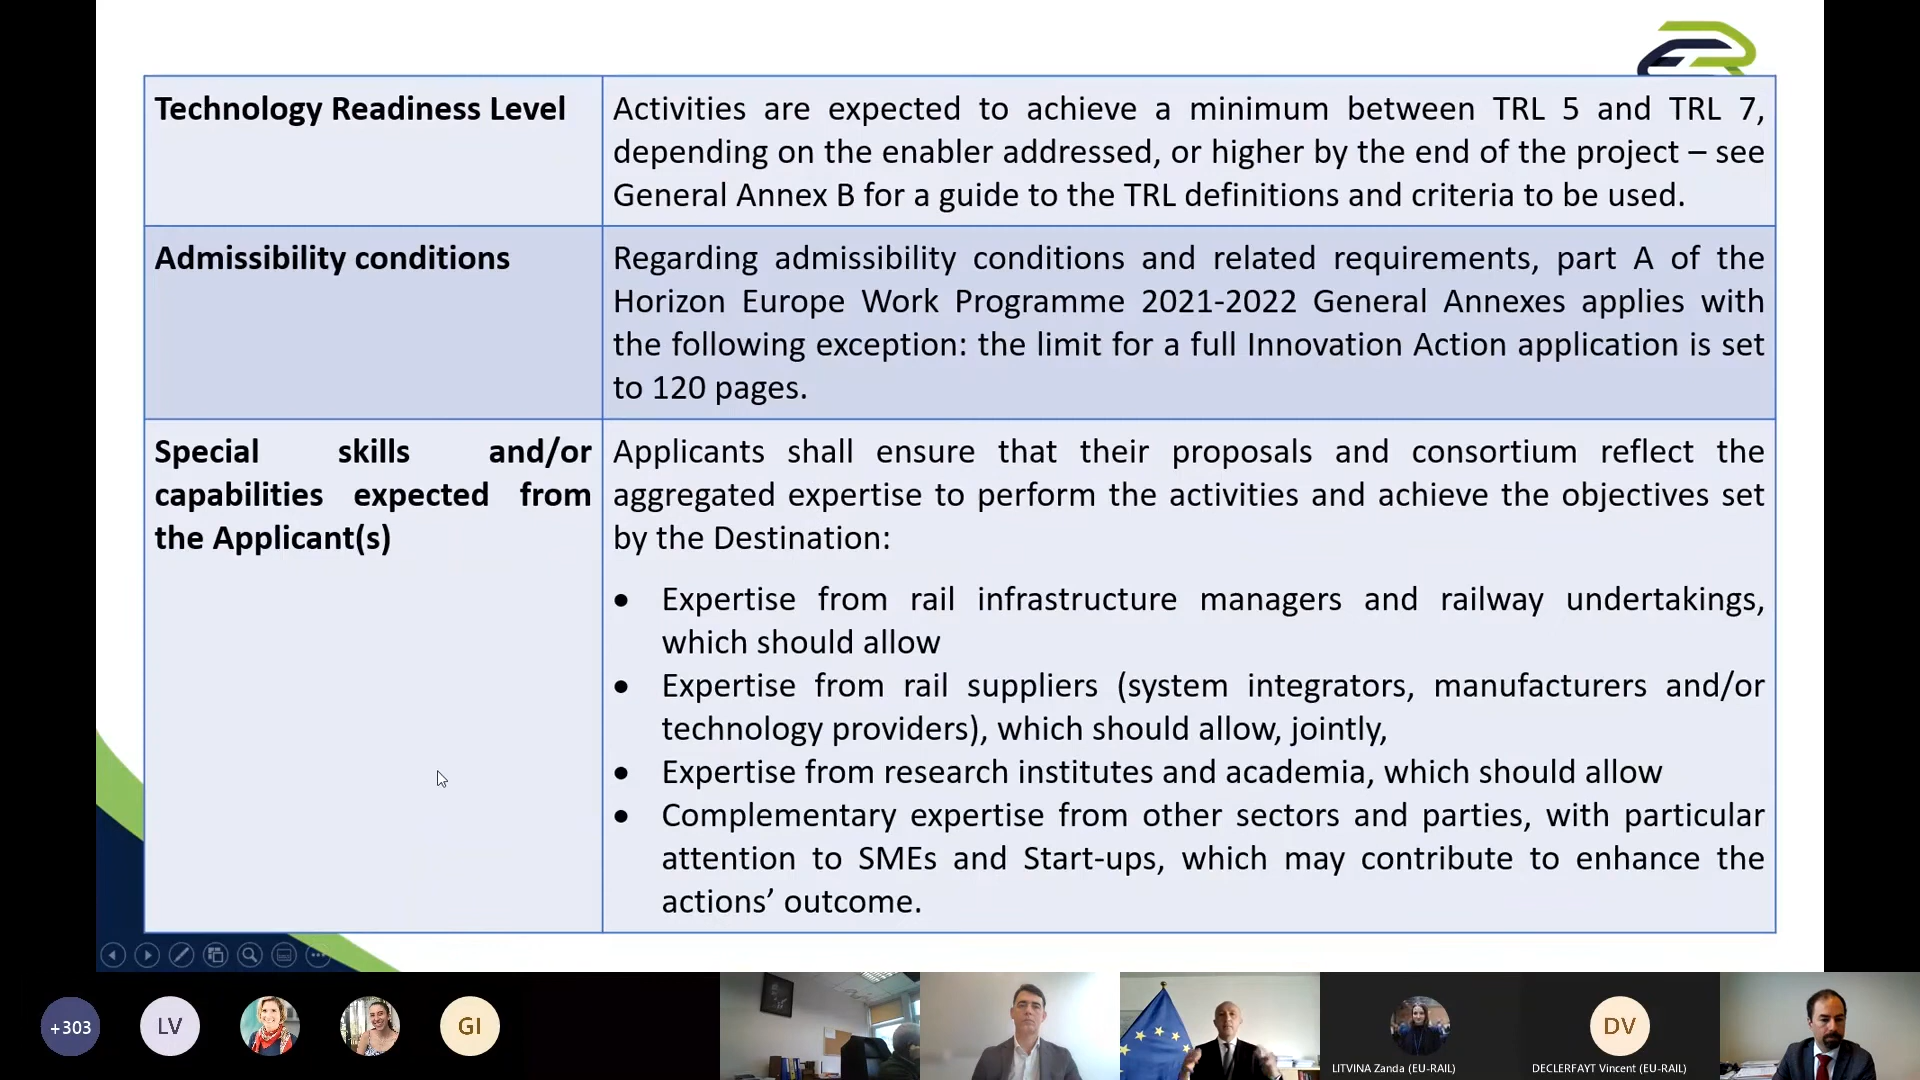 Technology Readiness Level
Activities are expected to achieve a minimum between TRL 5 and TRL 7,
depending on the enabler addressed, or higher by the end of the project – see
General Annex B for a guide to the TRL definitions and criteria to be used.
Admissibility conditions
Regarding admissibility conditions and related requirements, part A of the
Horizon Europe Work Programme 2021-2022 General Annexes applies with
the following exception: the limit for a full Innovation Action application is set
to 120 pages.
Special skills and/or
capabilities expected from
the Applicant(s)
Applicants shall ensure that their proposals and consortium reflect the
aggregated expertise to perform the activities and achieve the objectives set
by the Destination:
• Expertise from rail infrastructure managers and railway undertakings,
which should allow
• Expertise from rail suppliers (system integrators, manufacturers and/or
technology providers), which should allow, jointly,
• Expertise from research institutes and academia, which should allow
• Complementary expertise from other sectors and parties, with particular
attention to SMEs and Start-ups, which may contribute to enhance the
actions’ outcome.
+303
LV
GI
DV
LITVINA Zanda (EU-RAIL)
DECLERFAYT Vincent (EU-RAIL)